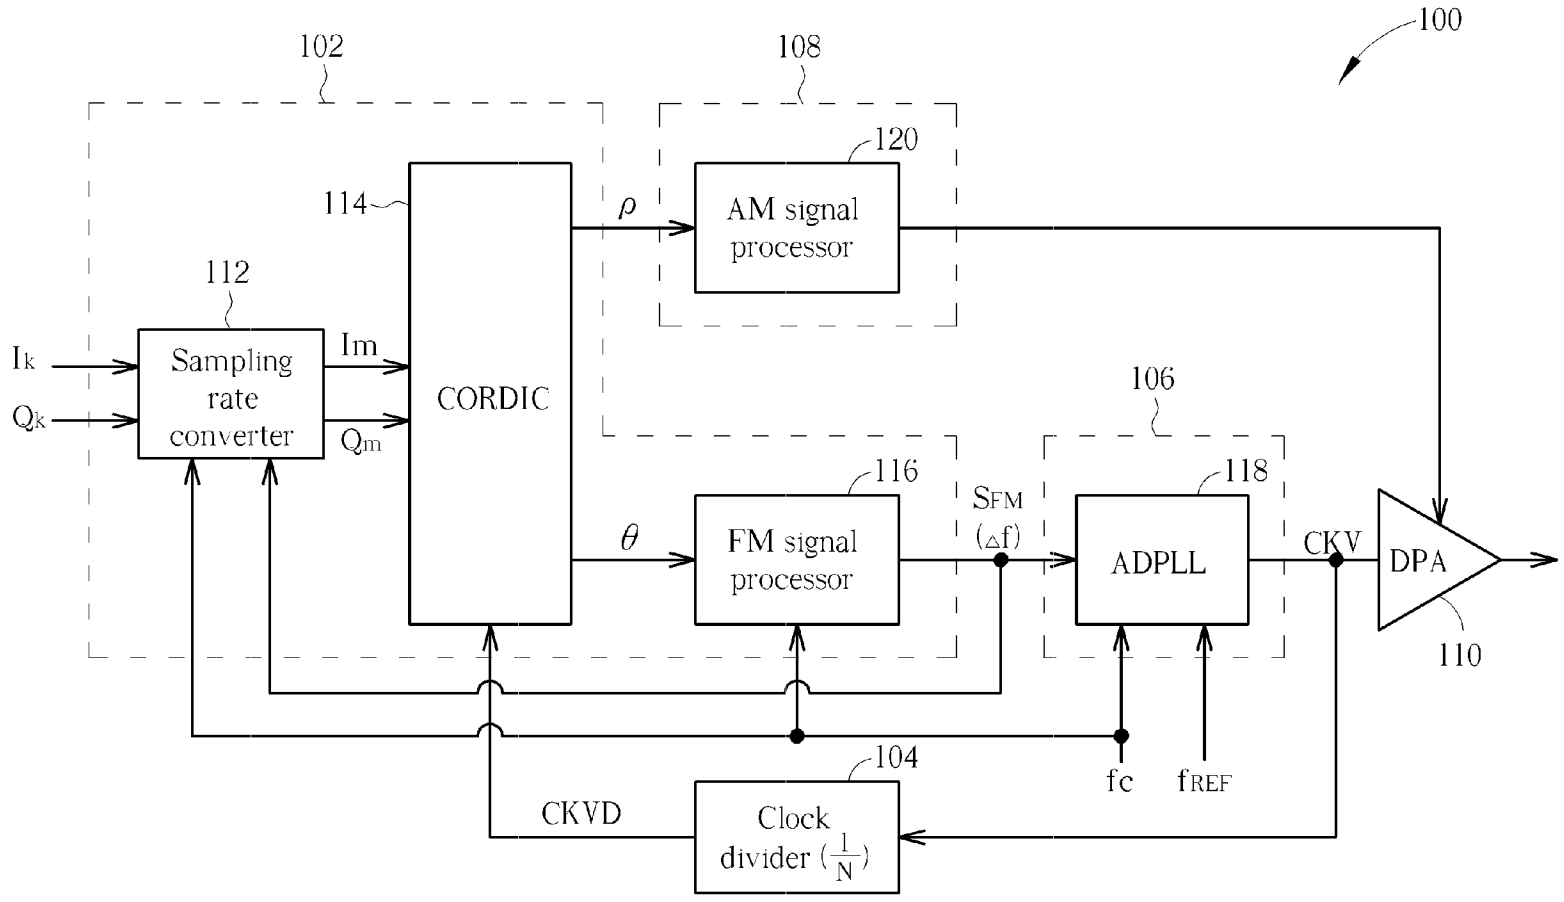 100
102
108
120
114
ρ
AM signal
processor
112
Ik
Im
Sampling
rate
converter
CORDIC
Qk
Qm
106
116
SFM
(△f)
118
θ
FM signal
processor
ADPLL
CKV
DPA
110
104
fc
fREF
CKVD
Clock
divider (1/N)